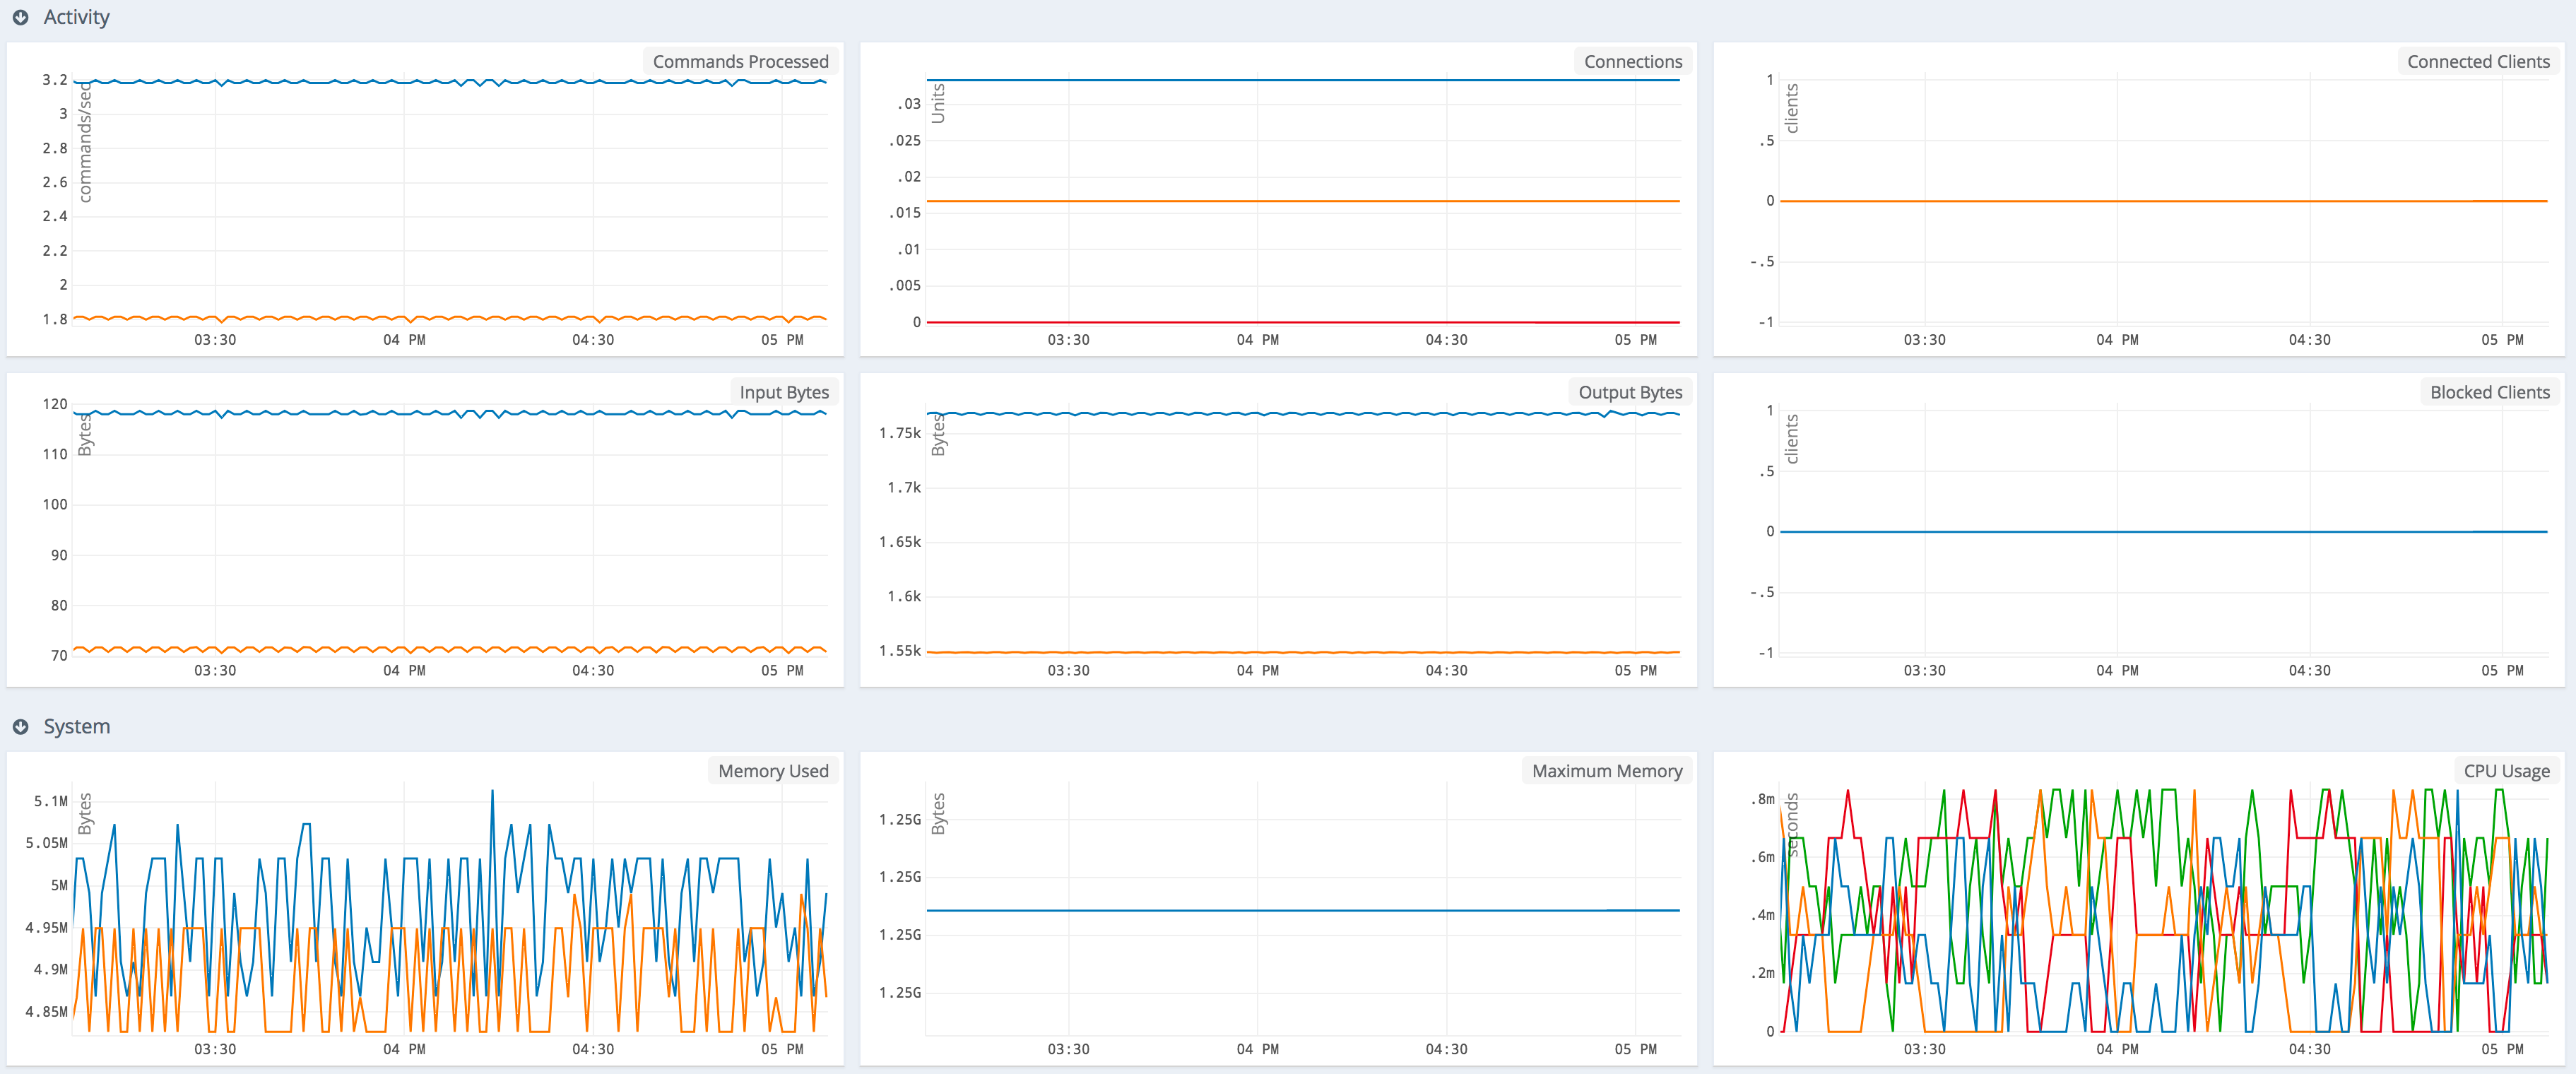 Activity
Commands Processed
commands/sec
3.2
3
2.8
2.6
2.4
2.2
2
1.8
03:30 04 PM 04:30 05 PM
Connections
Units
.03
.025
.02
.015
.01
.005
0
03:30 04 PM 04:30 05 PM
Connected Clients
clients
1
.5
0
-.5
-1
03:30 04 PM 04:30 05 PM
Input Bytes
Bytes
120
110
100
90
80
70
03:30 04 PM 04:30 05 PM
Output Bytes
Bytes
1.75k
1.7k
1.65k
1.6k
1.55k
03:30 04 PM 04:30 05 PM
Blocked Clients
clients
1
.5
0
-.5
-1
03:30 04 PM 04:30 05 PM
System
Memory Used
Bytes
5.1M
5.05M
5M
4.95M
4.9M
4.85M
03:30 04 PM 04:30 05 PM
Maximum Memory
Bytes
1.25G
1.25G
1.25G
1.25G
03:30 04 PM 04:30 05 PM
CPU Usage
seconds
.8m
.6m
.4m
.2m
0
03:30 04 PM 04:30 05 PM